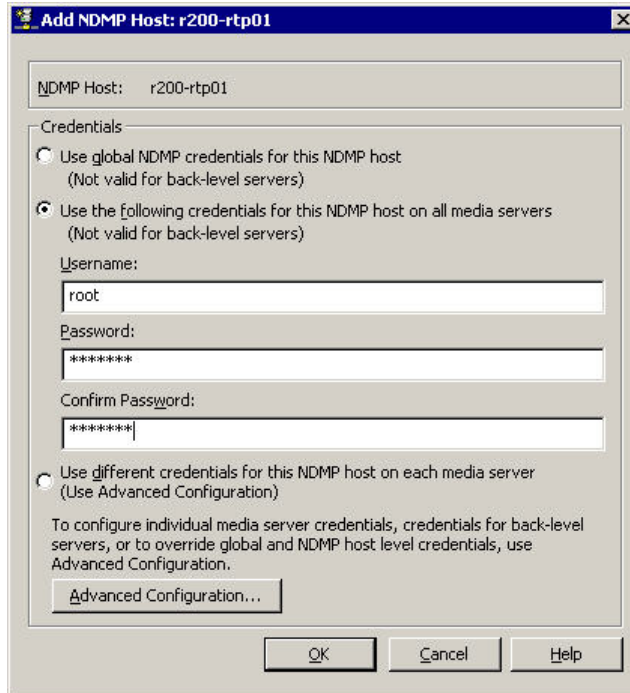 Add NDMP Host: r200-rtp01
NDMP Host: r200-rtp01
Credentials
Use global NDMP credentials for this NDMP host
(Not valid for back-level servers)
Use the following credentials for this NDMP host on all media servers
(Not valid for back-level servers)
Username:
root
Password:
*******
Confirm Password:
*******
Use different credentials for this NDMP host on each media server
(Use Advanced Configuration)
To configure individual media server credentials, credentials for back-level
servers, or to override global and NDMP host level credentials, use
Advanced Configuration.
Advanced Configuration...
OK Cancel Help